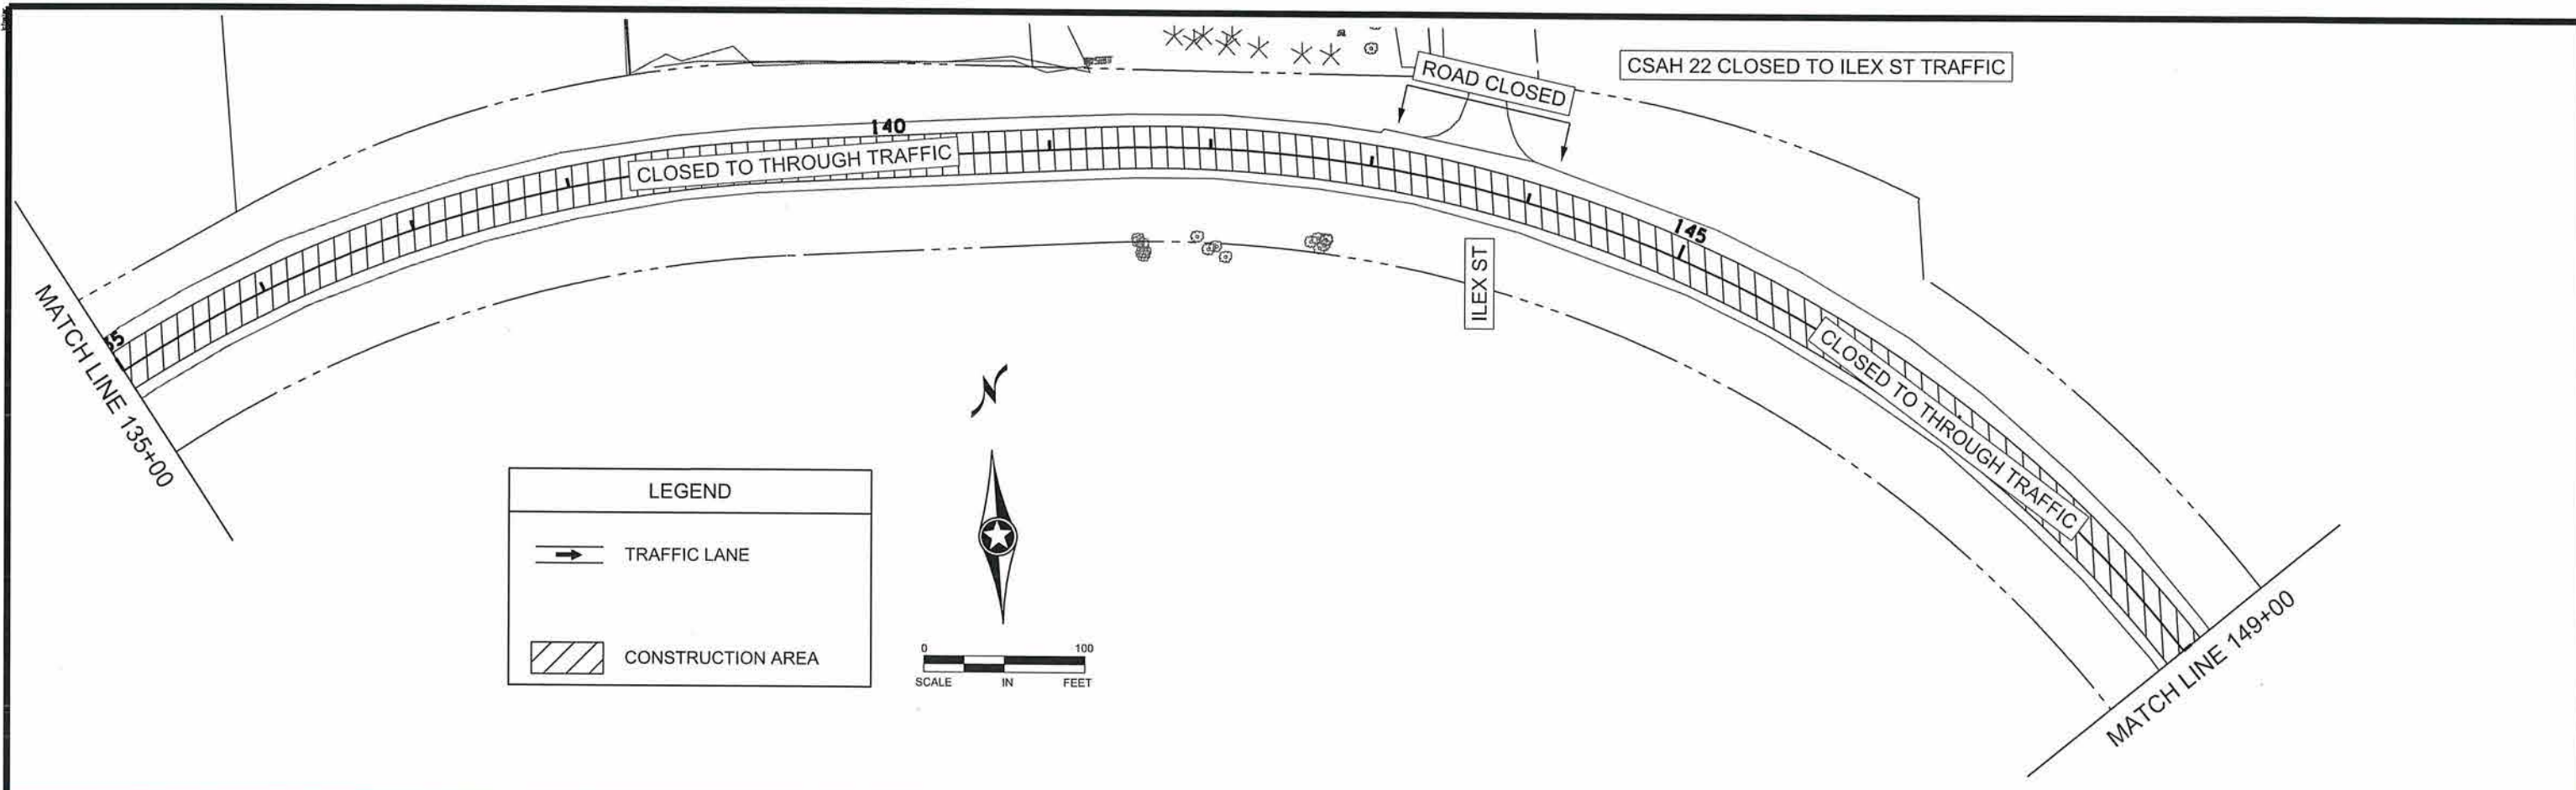 CSAH 22 CLOSED TO ILEX ST TRAFFIC
ROAD CLOSED
140
CLOSED TO THROUGH TRAFFIC
145
ILEX ST
CLOSED TO THROUGH TRAFFIC
MATCH LINE 135+00
N
LEGEND
TRAFFIC LANE
CONSTRUCTION AREA
0 100
SCALE IN FEET
MATCH LINE 149+00